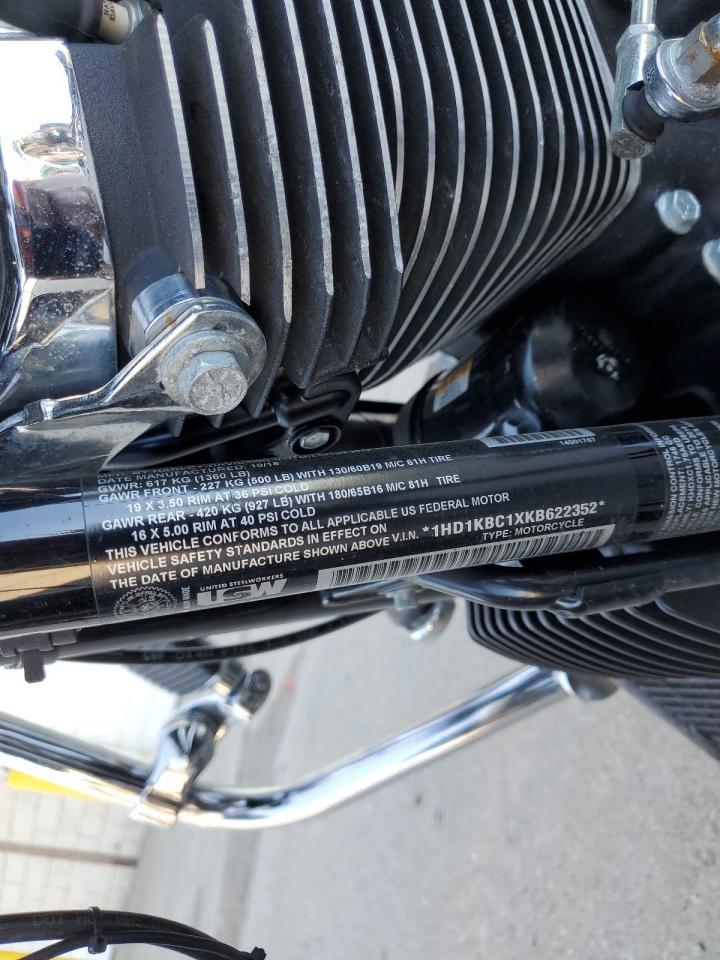 DATE MANUFACTURED: 10/18
GVWR: 617 KG (1360 LB)
GAWR FRONT - 227 KG (500 LB) WITH 130/60B19 M/C 61H TIRE
19 X 3.50 RIM AT 36 PSI COLD
GAWR REAR - 420 KG (927 LB) WITH 180/65B16 M/C 81H TIRE
16 X 5.00 RIM AT 40 PSI COLD
THIS VEHICLE CONFORMS TO ALL APPLICABLE US FEDERAL MOTOR
VEHICLE SAFETY STANDARDS IN EFFECT ON
THE DATE OF MANUFACTURE SHOWN ABOVE V.I.N. *1HD1KBC1XKB622352*
TYPE: MOTORCYCLE
14001787
UNITED STEELWORKERS
USW